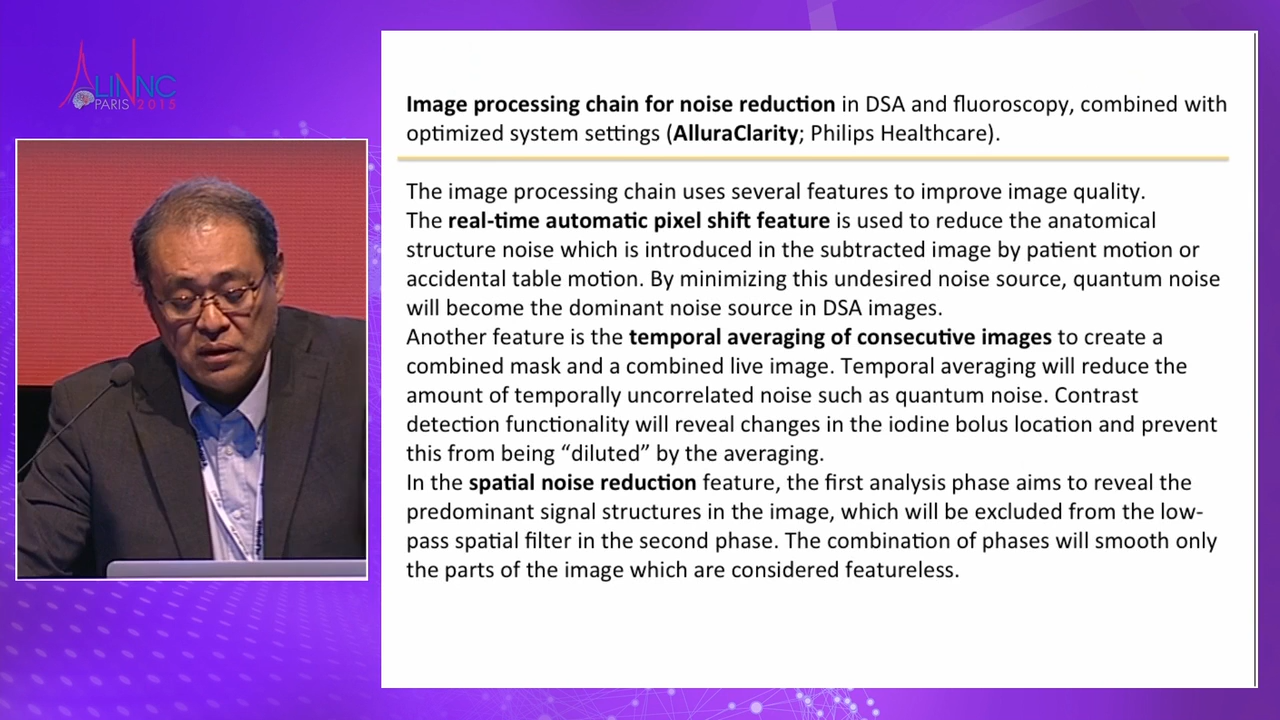 LINNC
PARIS 2015
Image processing chain for noise reduction in DSA and fluoroscopy, combined with
optimized system settings (AlluraClarity; Philips Healthcare).
The image processing chain uses several features to improve image quality.
The real-time automatic pixel shift feature is used to reduce the anatomical
structure noise which is introduced in the subtracted image by patient motion or
accidental table motion. By minimizing this undesired noise source, quantum noise
will become the dominant noise source in DSA images.
Another feature is the temporal averaging of consecutive images to create a
combined mask and a combined live image. Temporal averaging will reduce the
amount of temporally uncorrelated noise such as quantum noise. Contrast
detection functionality will reveal changes in the iodine bolus location and prevent
this from being “diluted” by the averaging.
In the spatial noise reduction feature, the first analysis phase aims to reveal the
predominant signal structures in the image, which will be excluded from the low-
pass spatial filter in the second phase. The combination of phases will smooth only
the parts of the image which are considered featureless.